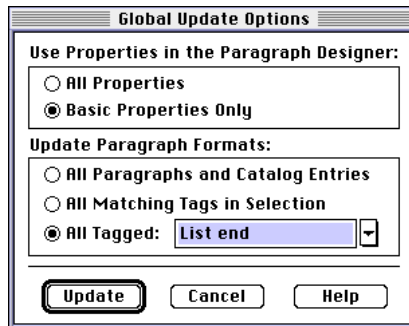 Global Update Options
Use Properties in the Paragraph Designer:
All Properties
Basic Properties Only
Update Paragraph Formats:
All Paragraphs and Catalog Entries
All Matching Tags in Selection
All Tagged: List end
Update Cancel Help